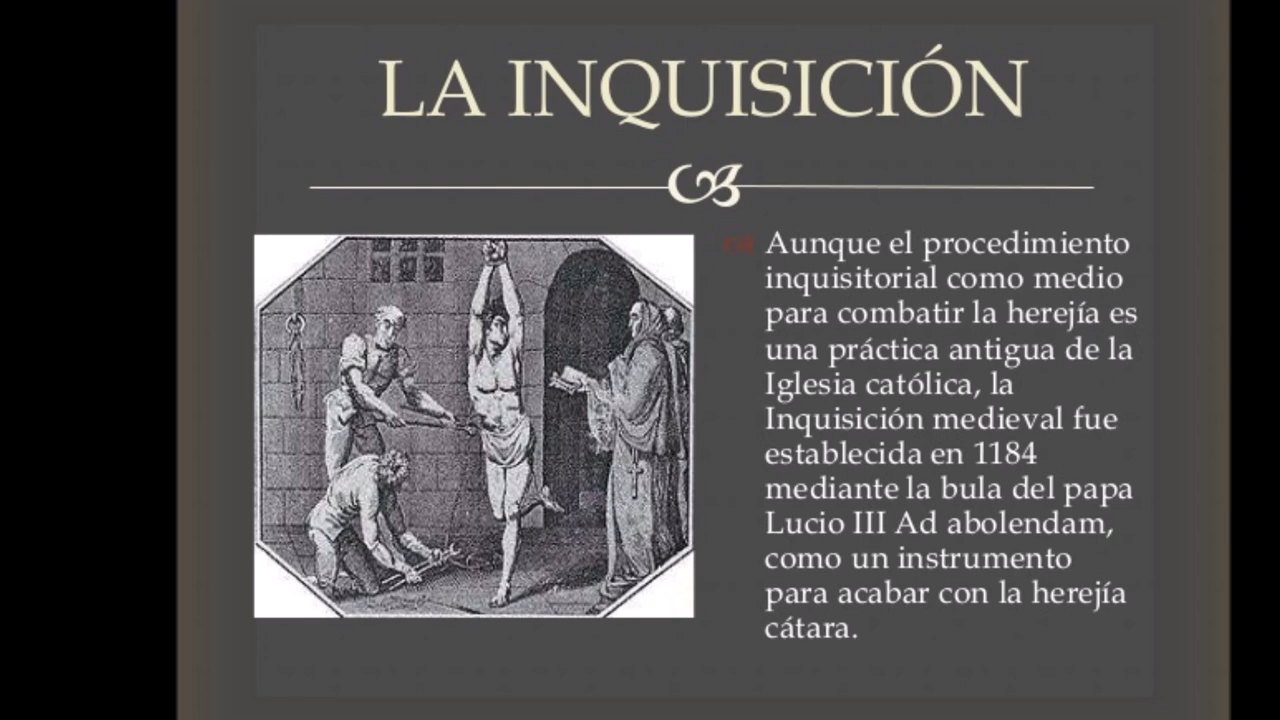 LA INQUISICIÓN
Aunque el procedimiento
inquisitorial como medio
para combatir la herejía es
una práctica antigua de la
Iglesia católica, la
Inquisición medieval fue
establecida en 1184
mediante la bula del papa
Lucio III Ad abolendam,
como un instrumento
para acabar con la herejía
cátara.